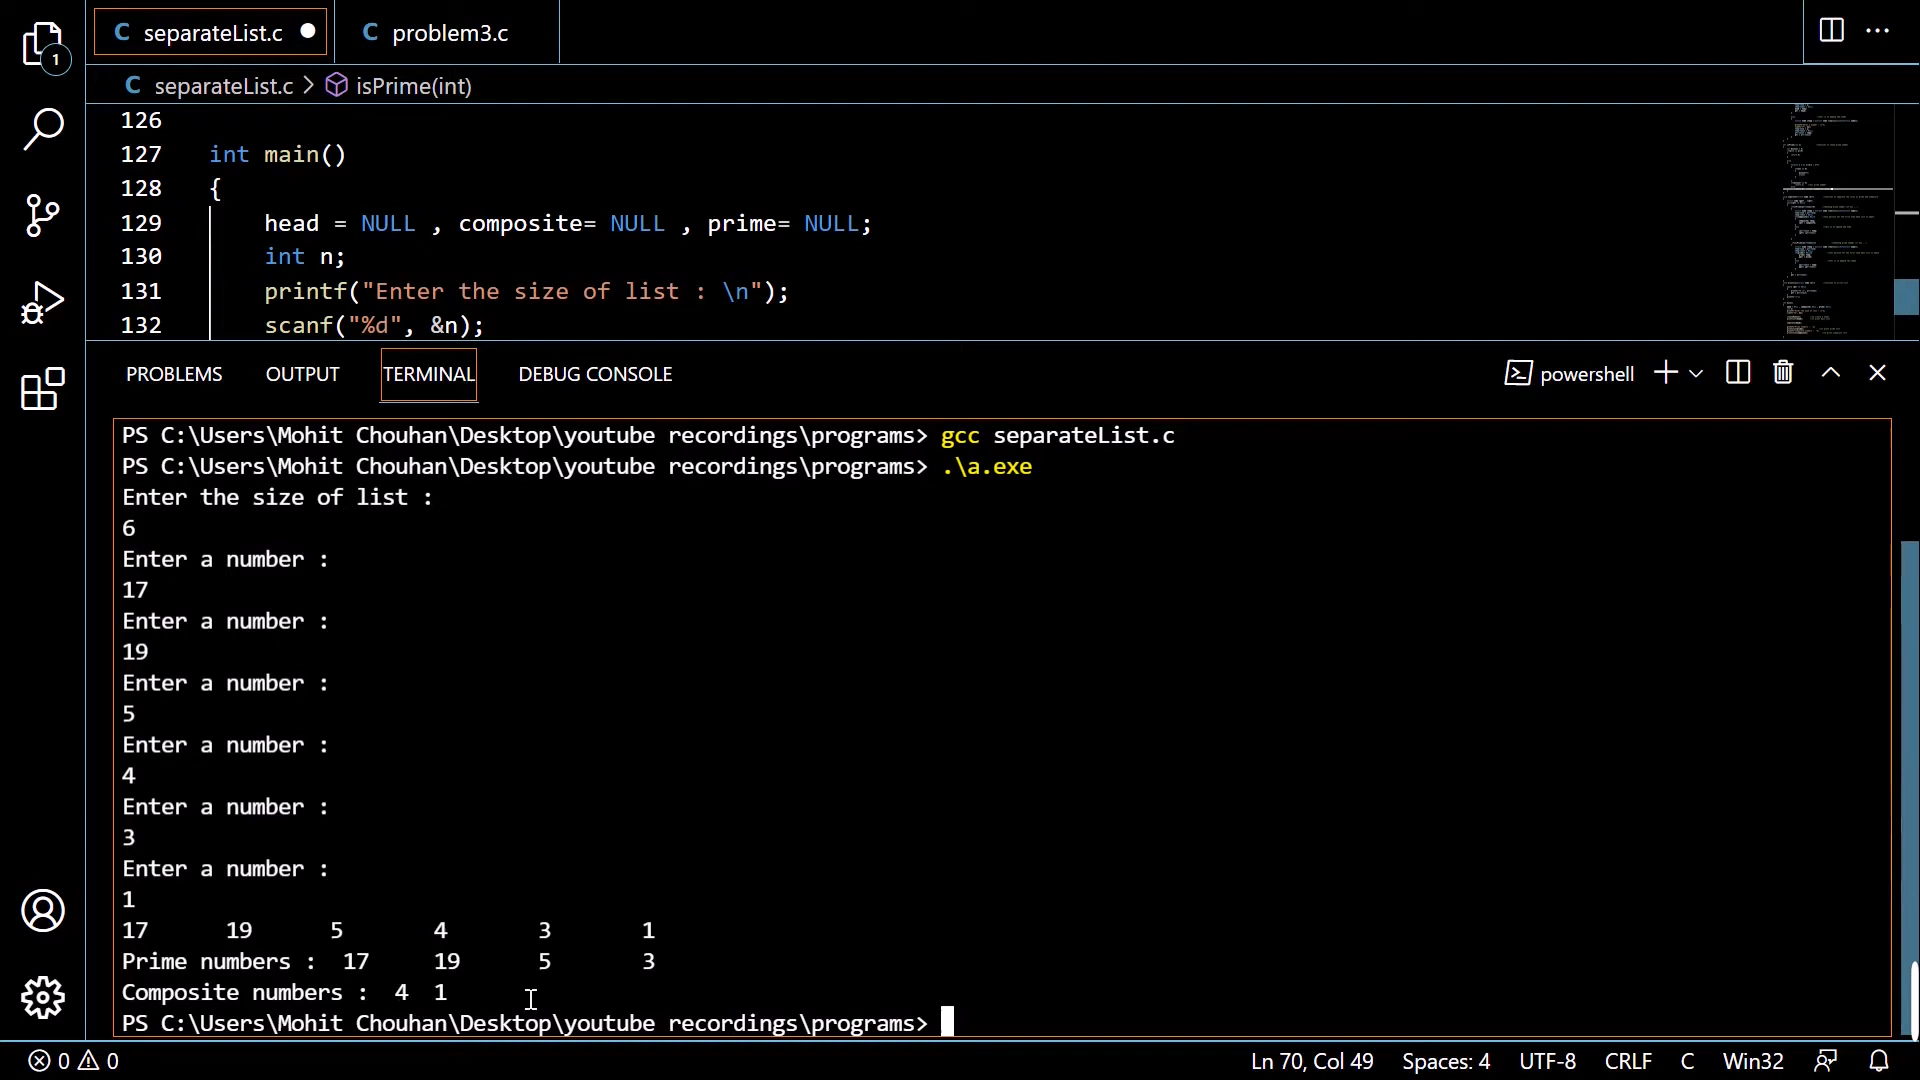 separateList.c
problem3.c
1
separateList.c > isPrime(int)
126
127 int main()
128 {
129 head = NULL , composite= NULL , prime= NULL;
130 int n;
131 printf("Enter the size of list : \n");
132 scanf("%d", &n);
PROBLEMS OUTPUT TERMINAL DEBUG CONSOLE powershell
PS C:\Users\Mohit Chouhan\Desktop\youtube recordings\programs> gcc separateList.c
PS C:\Users\Mohit Chouhan\Desktop\youtube recordings\programs> .\a.exe
Enter the size of list :
6
Enter a number :
17
Enter a number :
19
Enter a number :
5
Enter a number :
4
Enter a number :
3
Enter a number :
1
17 19 5 4 3 1
Prime numbers : 17 19 5 3
Composite numbers : 4 1
PS C:\Users\Mohit Chouhan\Desktop\youtube recordings\programs>
0 0 Ln 70, Col 49 Spaces: 4 UTF-8 CRLF C Win32